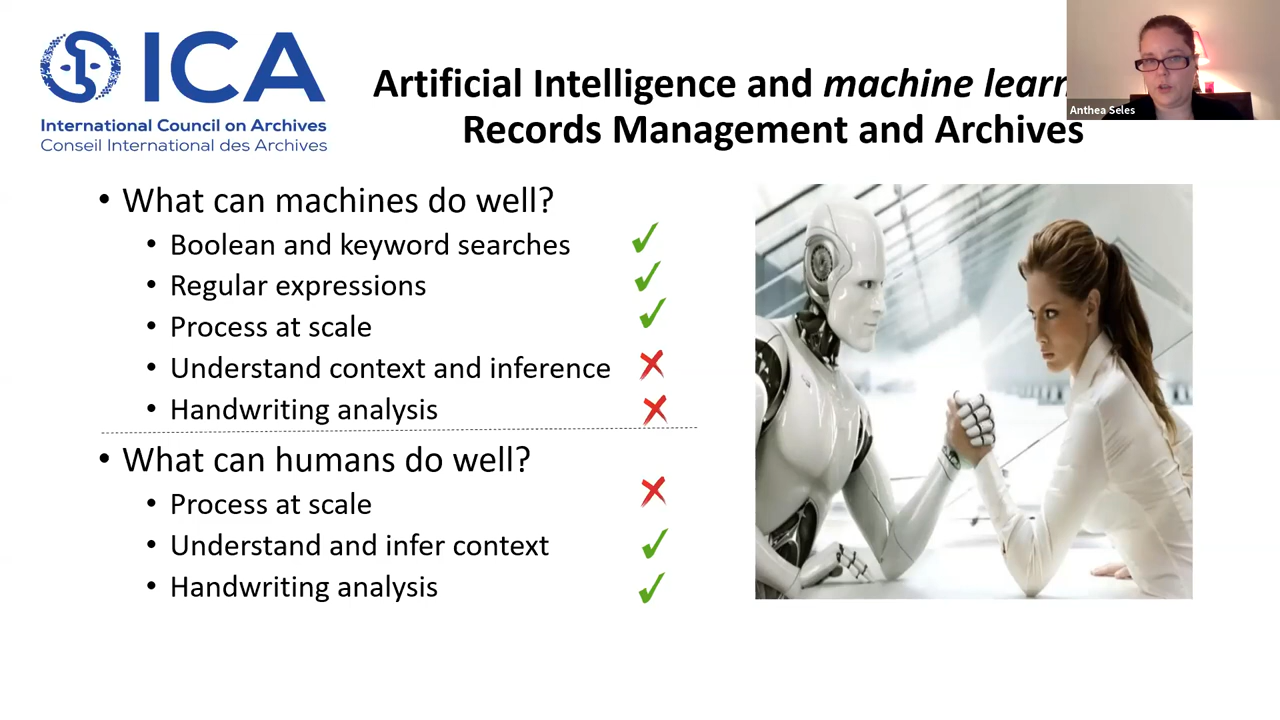 ICA
International Council on Archives
Conseil International des Archives
Artificial Intelligence and machine learn
Records Management and Archives
Anthea Seles
• What can machines do well?
• Boolean and keyword searches ✓
• Regular expressions ✓
• Process at scale ✓
• Understand context and inference ✗
• Handwriting analysis ✗
• What can humans do well?
• Process at scale ✗
• Understand and infer context ✓
• Handwriting analysis ✓